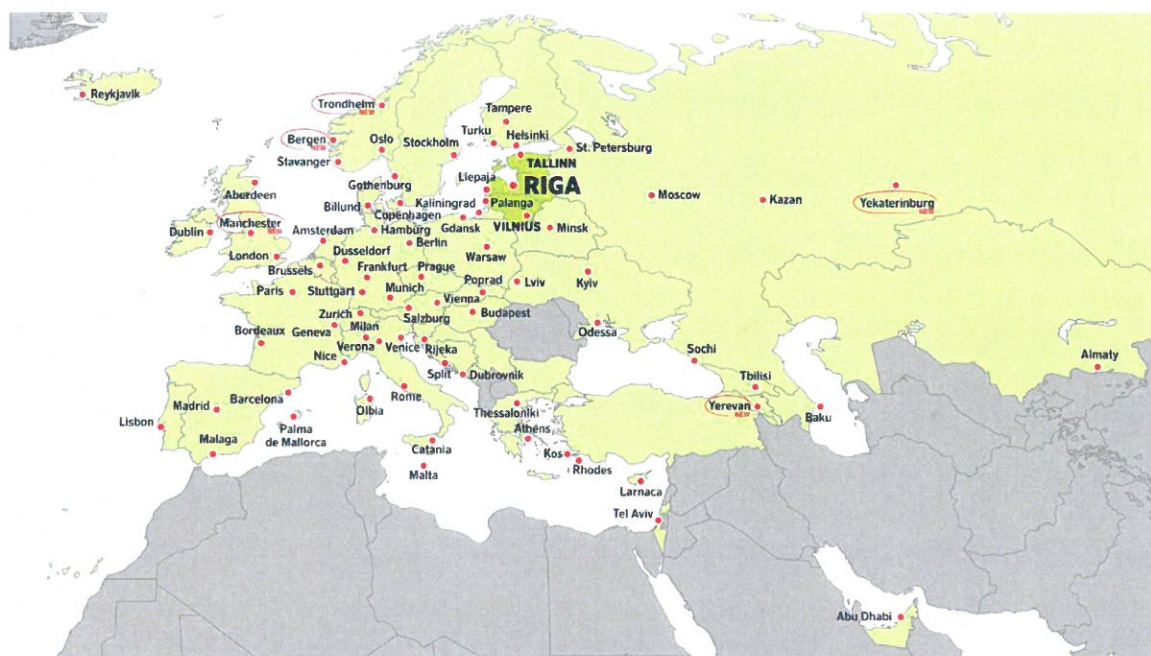 Reykjavik
Trondheim
NEW
Tampere
Bergen
NEW
Oslo
Stockholm
Turku
Helsinki
St. Petersburg
Stavanger
TALLINN
Liepaja
RIGA
Aberdeen
Gothenburg
Moscow
Kazan
Yekaterinburg
NEW
Billund
Kaliningrad
Palanga
Copenhagen
Dublin
Manchester
NEW
Amsterdam
Hamburg
Gdansk
VILNIUS
Minsk
Berlin
London
Dusseldorf
Warsaw
Brussels
Frankfurt
Prague
Poprad
Lviv
Kyiv
Paris
Stuttgart
Munich
Vienna
Zurich
Salzburg
Budapest
Bordeaux
Geneva
Milan
Odessa
Verona
Venice
Rijeka
Sochi
Nice
Split
Dubrovnik
Tbilisi
Almaty
Madrid
Barcelona
Olbia
Rome
Thessaloniki
Yerevan
NEW
Baku
Lisbon
Palma
de Mallorca
Athens
Malaga
Catania
Kos
Rhodes
Malta
Larnaca
Tel Aviv
Abu Dhabi